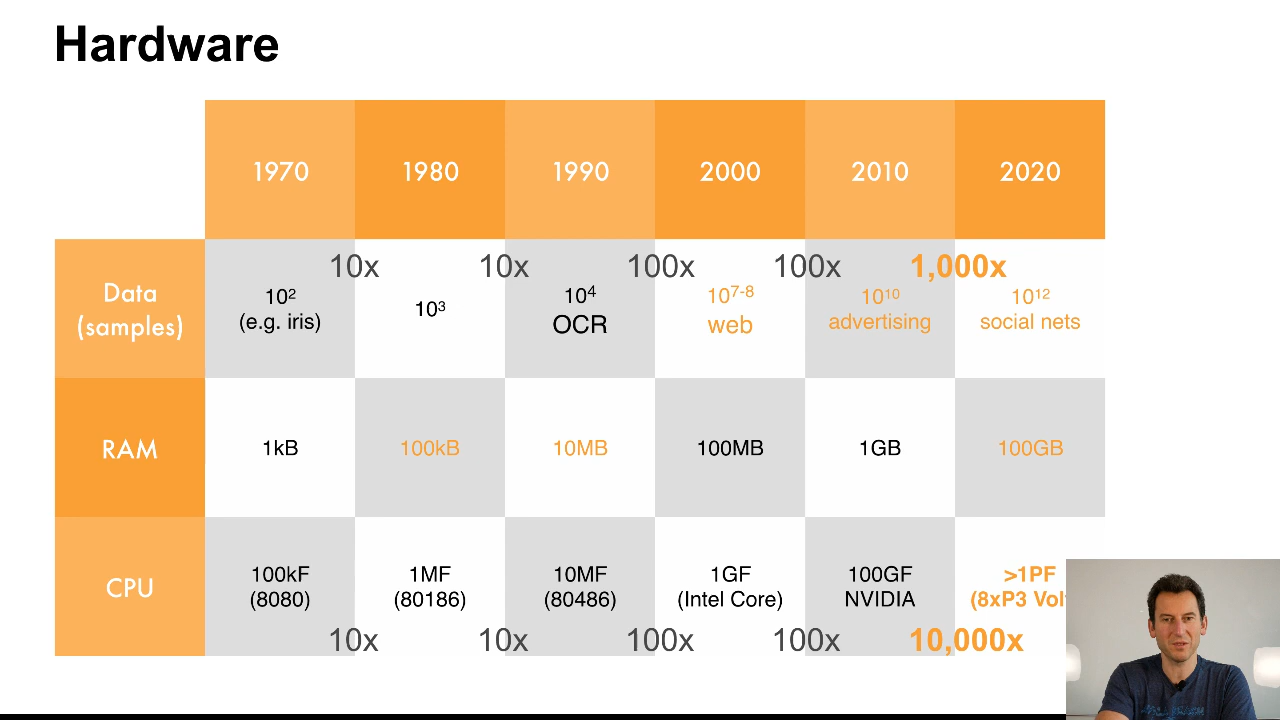 Hardware
1970 1980 1990 2000 2010 2020
10x 10x 100x 100x 1,000x
Data
(samples)
10²
(e.g. iris)
10³
10⁴
OCR
10⁷⁻⁸
web
10¹⁰
advertising
10¹²
social nets
RAM 1kB 100kB 10MB 100MB 1GB 100GB
CPU
100kF
(8080)
1MF
(80186)
10MF
(80486)
1GF
(Intel Core)
100GF
NVIDIA
>1PF
(8xP3
10x 10x 100x 100x 10,000x